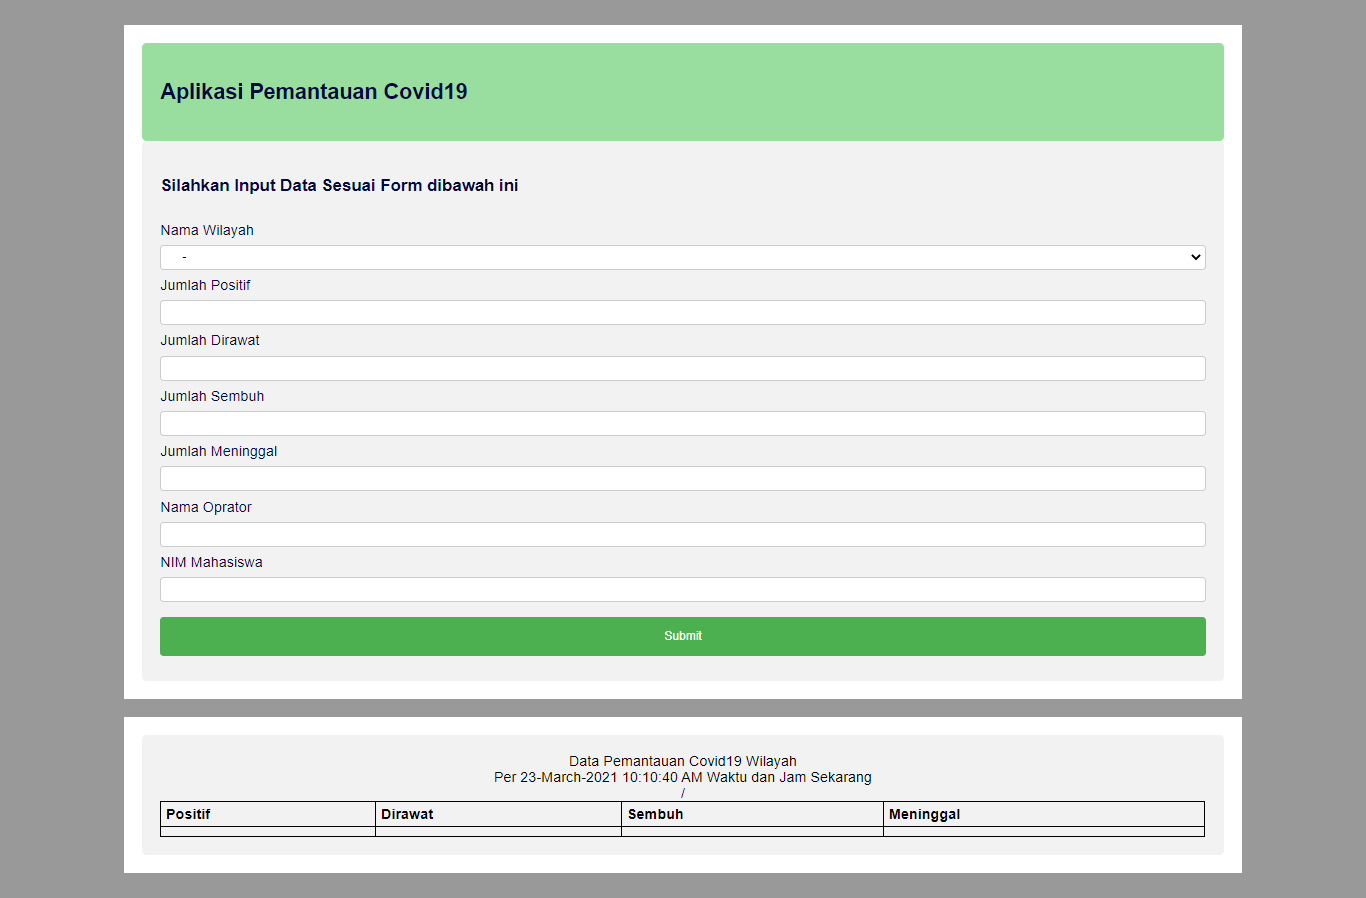 Aplikasi Pemantauan Covid19
Silahkan Input Data Sesuai Form dibawah ini
Nama Wilayah
-
Jumlah Positif
Jumlah Dirawat
Jumlah Sembuh
Jumlah Meninggal
Nama Oprator
NIM Mahasiswa
Submit
Data Pemantauan Covid19 Wilayah
Per 23-March-2021 10:10:40 AM Waktu dan Jam Sekarang
/
Positif Dirawat Sembuh Meninggal